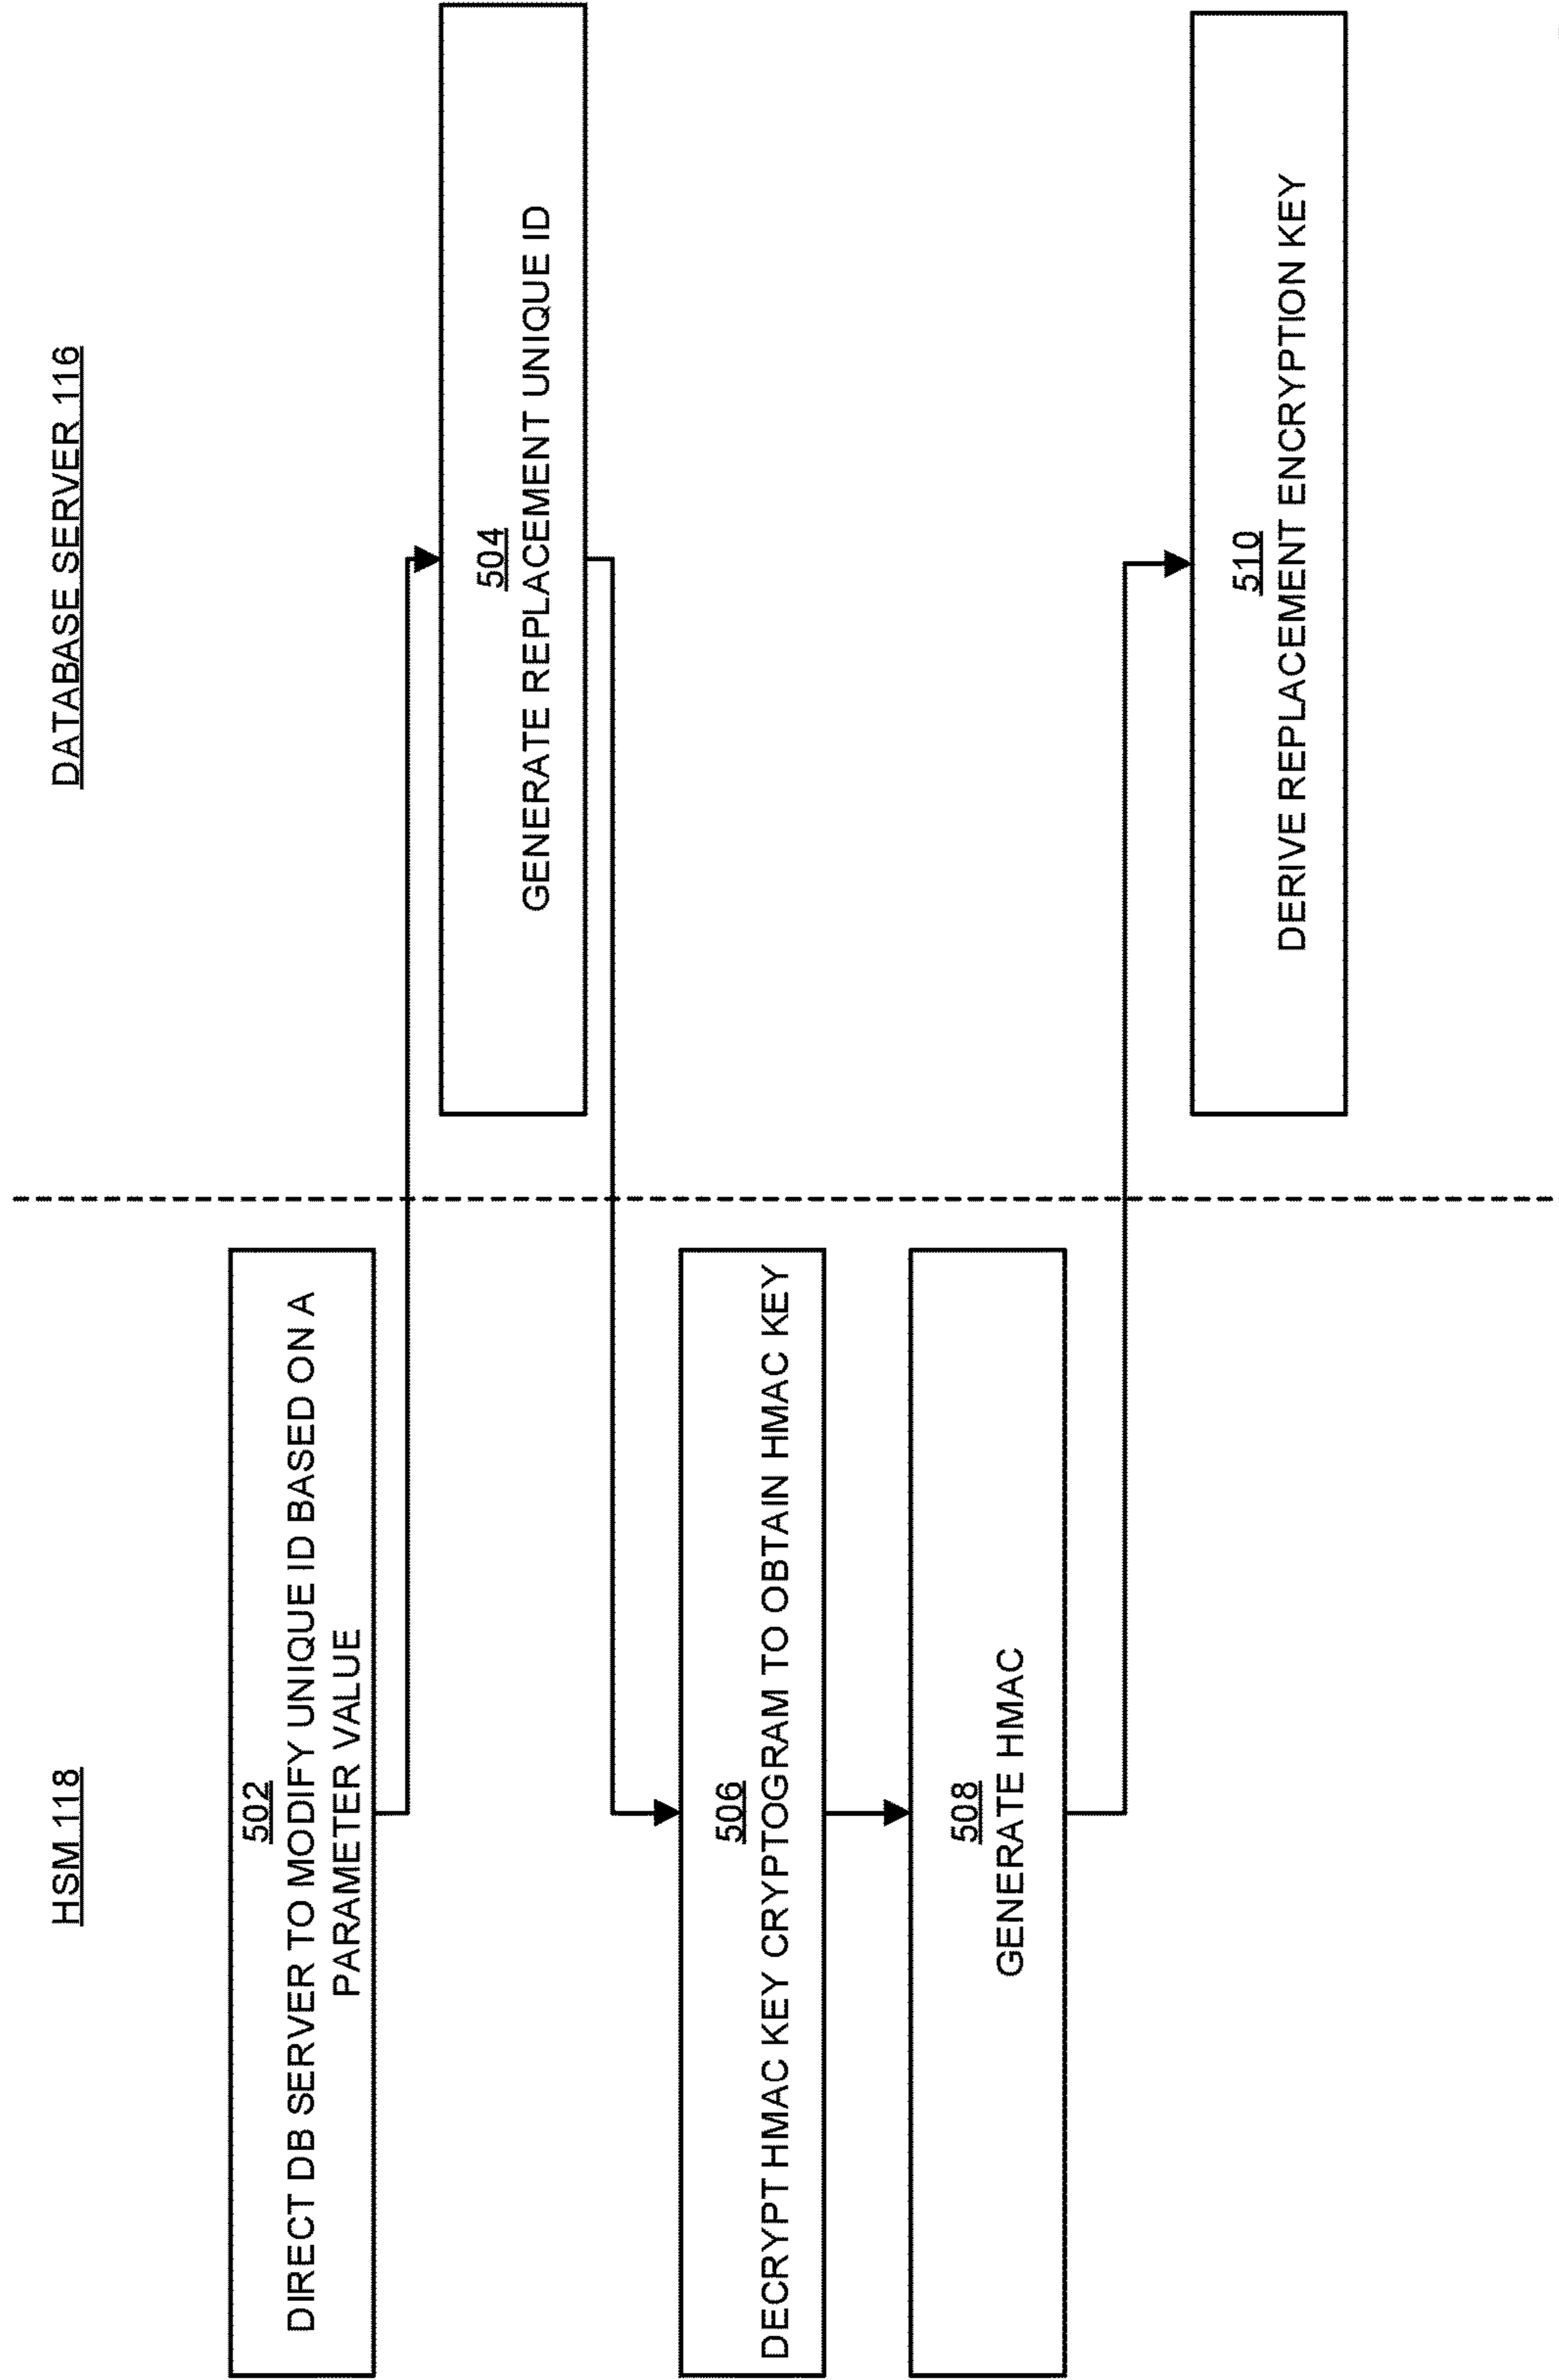 HSM 118
DATABASE SERVER 116
502
DIRECT DB SERVER TO MODIFY UNIQUE ID BASED ON A
PARAMETER VALUE
504
GENERATE REPLACEMENT UNIQUE ID
506
DECRYPT HMAC KEY CRYPTOGRAM TO OBTAIN HMAC KEY
508
GENERATE HMAC
510
DERIVE REPLACEMENT ENCRYPTION KEY